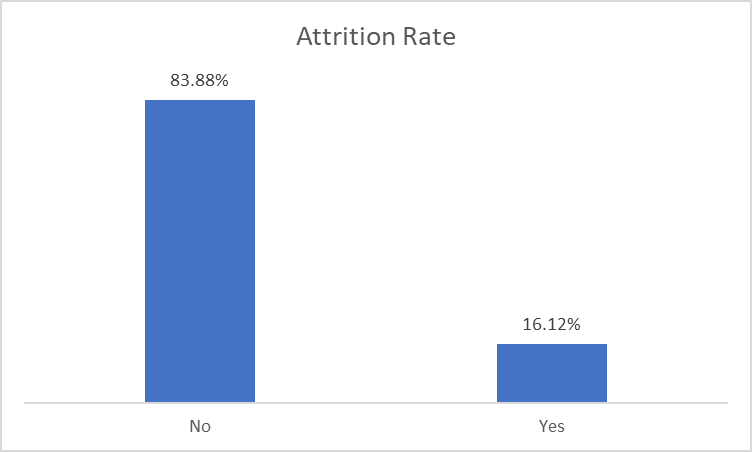 Attrition Rate
83.88%
16.12%
No
Yes